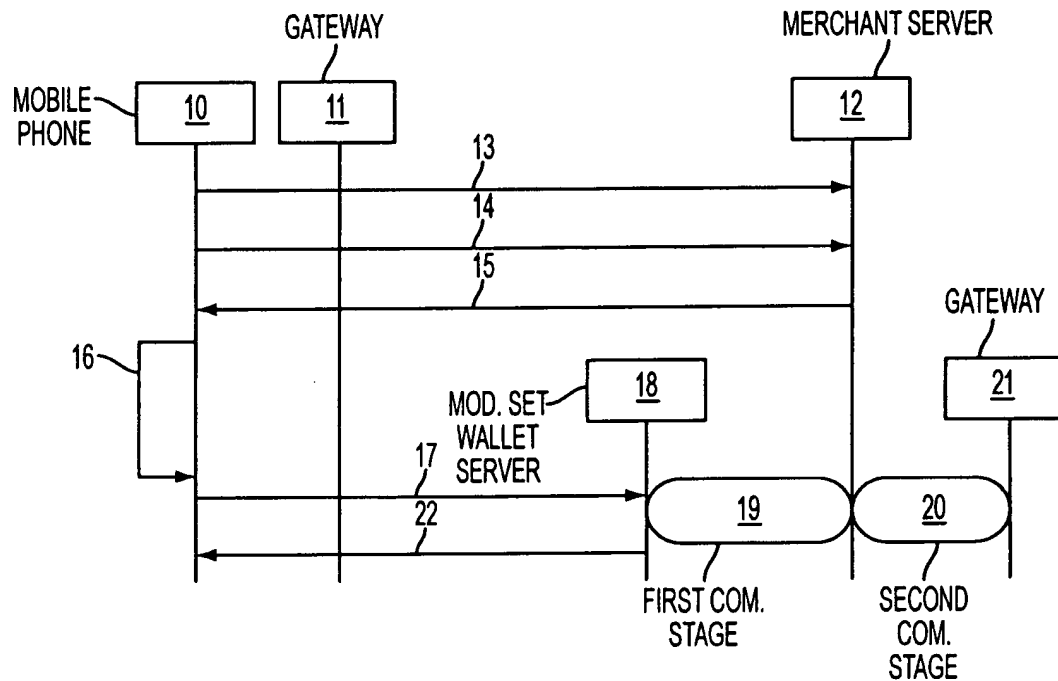 GATEWAY
MERCHANT SERVER
MOBILE
PHONE
10
11
12
13
14
15
16
GATEWAY
21
18
MOD. SET
WALLET
SERVER
17
22
19
20
FIRST COM.
STAGE
SECOND
COM.
STAGE